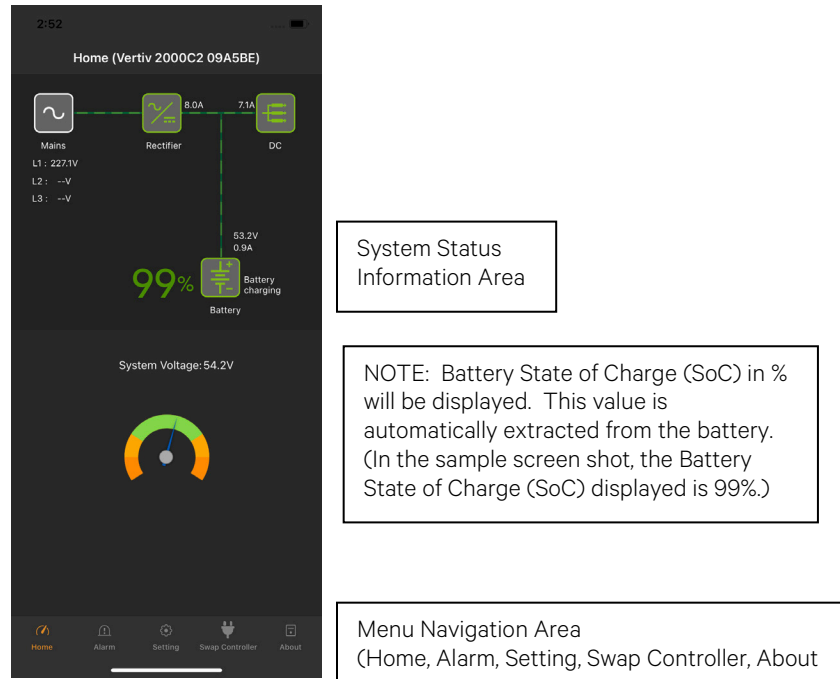 2:52
Home (Vertiv 2000C2 09A5BE)
8.0A 7.1A
Mains Rectifier DC
L1 : 227.1V
L2 : --V
L3 : --V
53.2V
0.9A
99%
Battery
charging
Battery
System Voltage:54.2V
Home Alarm Setting Swap Controller About
System Status
Information Area
NOTE: Battery State of Charge (SoC) in %
will be displayed. This value is
automatically extracted from the battery.
(In the sample screen shot, the Battery
State of Charge (SoC) displayed is 99%.)
Menu Navigation Area
(Home, Alarm, Setting, Swap Controller, About